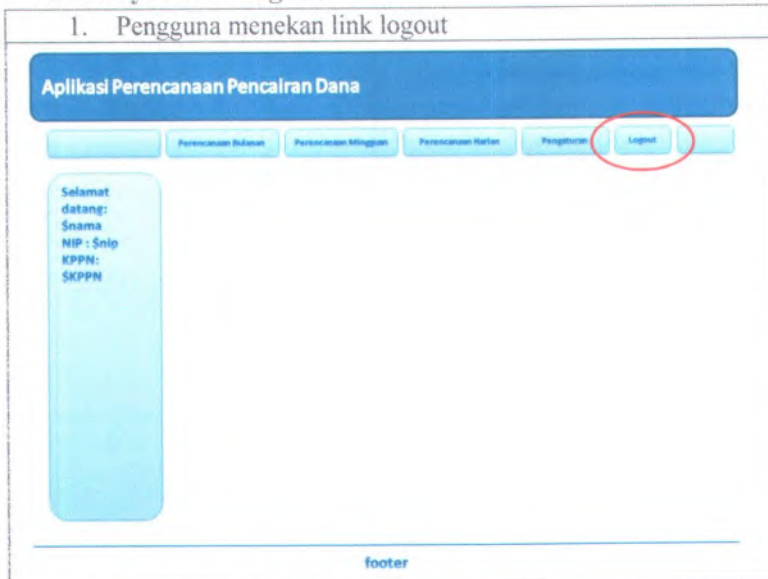 1. Pengguna menekan link logout
Aplikasi Perencanaan Pencairan Dana
Perencanaan Bulanan Perencanaan Mingguan Perencanaan Harian Pengaturan Logout
Selamat
datang:
$nama
NIP : $nip
KPPN:
$KPPN
footer